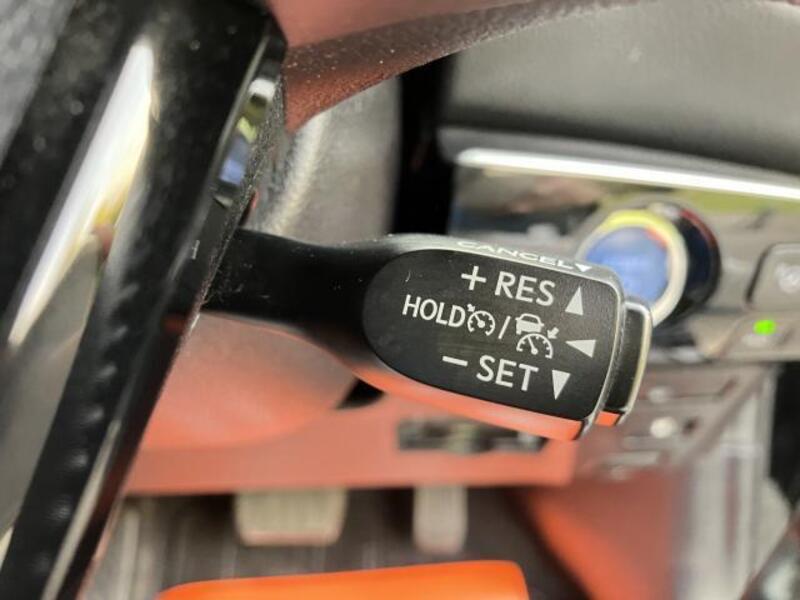 CANCEL▼
+ RES ▲
HOLD / ◀
− SET ▼